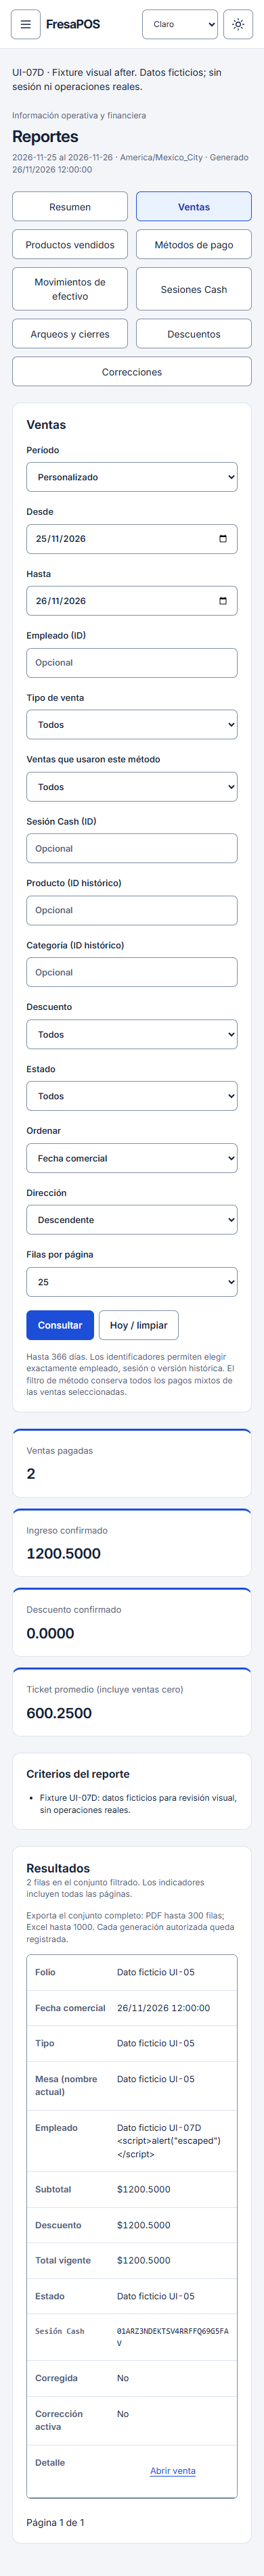 FresaPOS
Claro
UI-07D · Fixture visual after. Datos ficticios; sin
sesión ni operaciones reales.
Información operativa y financiera
Reportes
2026-11-25 al 2026-11-26 · America/Mexico_City · Generado
26/11/2026 12:00:00
Resumen
Ventas
Productos vendidos
Métodos de pago
Movimientos de
efectivo
Sesiones Cash
Arqueos y cierres
Descuentos
Correcciones
Ventas
Periodo
Personalizado
Desde
25/11/2026
Hasta
26/11/2026
Empleado (ID)
Opcional
Tipo de venta
Todos
Ventas que usaron este método
Todos
Sesión Cash (ID)
Opcional
Producto (ID histórico)
Opcional
Categoría (ID histórico)
Opcional
Descuento
Todos
Estado
Todos
Ordenar
Fecha comercial
Dirección
Descendente
Filas por página
25
Consultar
Hoy / limpiar
Hasta 366 días. Los identificadores permiten elegir
exactamente empleado, sesión o versión histórica. El
filtro de método conserva todos los pagos mixtos de
las ventas seleccionadas.
Ventas pagadas
2
Ingreso confirmado
1200.5000
Descuento confirmado
0.0000
Ticket promedio (incluye ventas cero)
600.2500
Criterios del reporte
• Fixture UI-07D: datos ficticios para revisión visual,
sin operaciones reales.
Resultados
2 filas en el conjunto filtrado. Los indicadores
incluyen todas las páginas.
Exporta el conjunto completo: PDF hasta 300 filas;
Excel hasta 1000. Cada generación autorizada queda
registrada.
Folio Dato ficticio UI-05
Fecha comercial 26/11/2026 12:00:00
Tipo Dato ficticio UI-05
Mesa (nombre Dato ficticio UI-05
actual)
Empleado Dato ficticio UI-07D
<script>alert("escaped")
</script>
Subtotal $1200.5000
Descuento $1200.5000
Total vigente $1200.5000
Estado Dato ficticio UI-05
Sesión Cash 01ARZ3NDEKTSV4RRFFQ69G5FA
V
Corregida No
Corrección No
activa
Detalle
Abrir venta
Página 1 de 1